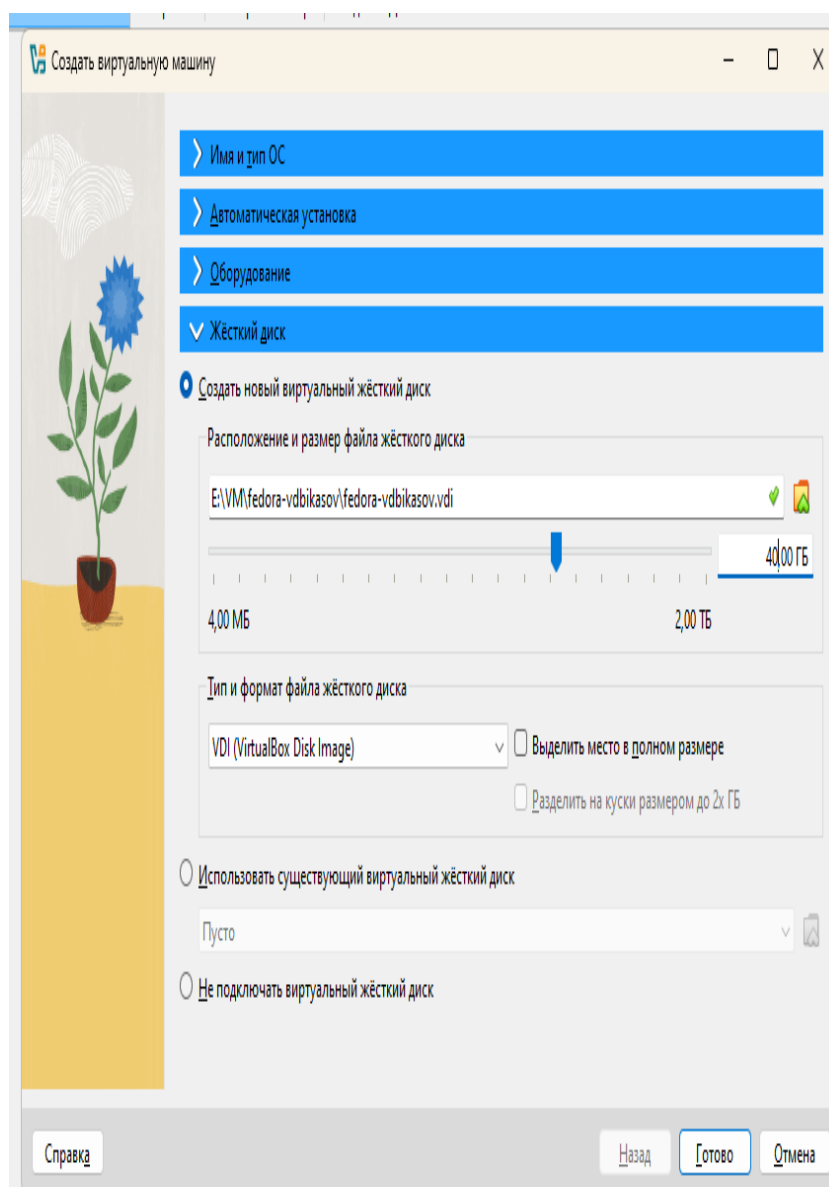 Создать виртуальную машину
Имя и тип ОС
Автоматическая установка
Оборудование
Жёсткий диск
Создать новый виртуальный жёсткий диск
Расположение и размер файла жёсткого диска
E:\VM\fedora-vdbikasov\fedora-vdbikasov.vdi
40,00 ГБ
4,00 МБ 2,00 ТБ
Тип и формат файла жёсткого диска
VDI (VirtualBox Disk Image) Выделить место в полном размере
Разделить на куски размером до 2х ГБ
Использовать существующий виртуальный жёсткий диск
Пусто
Не подключать виртуальный жёсткий диск
Справка Назад Готово Отмена